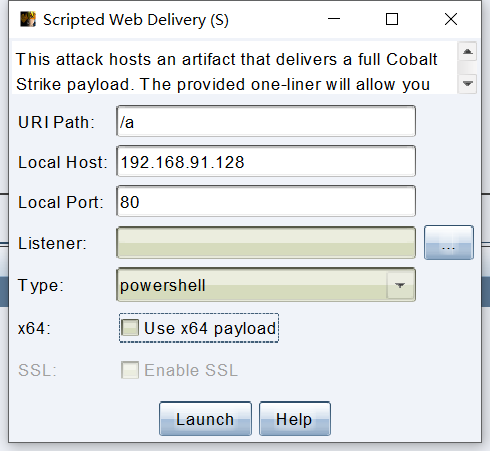 Scripted Web Delivery (S)
This attack hosts an artifact that delivers a full Cobalt
Strike payload. The provided one-liner will allow you
URI Path: /a
Local Host: 192.168.91.128
Local Port: 80
Listener: ...
Type: powershell
x64: Use x64 payload
SSL: Enable SSL
Launch Help